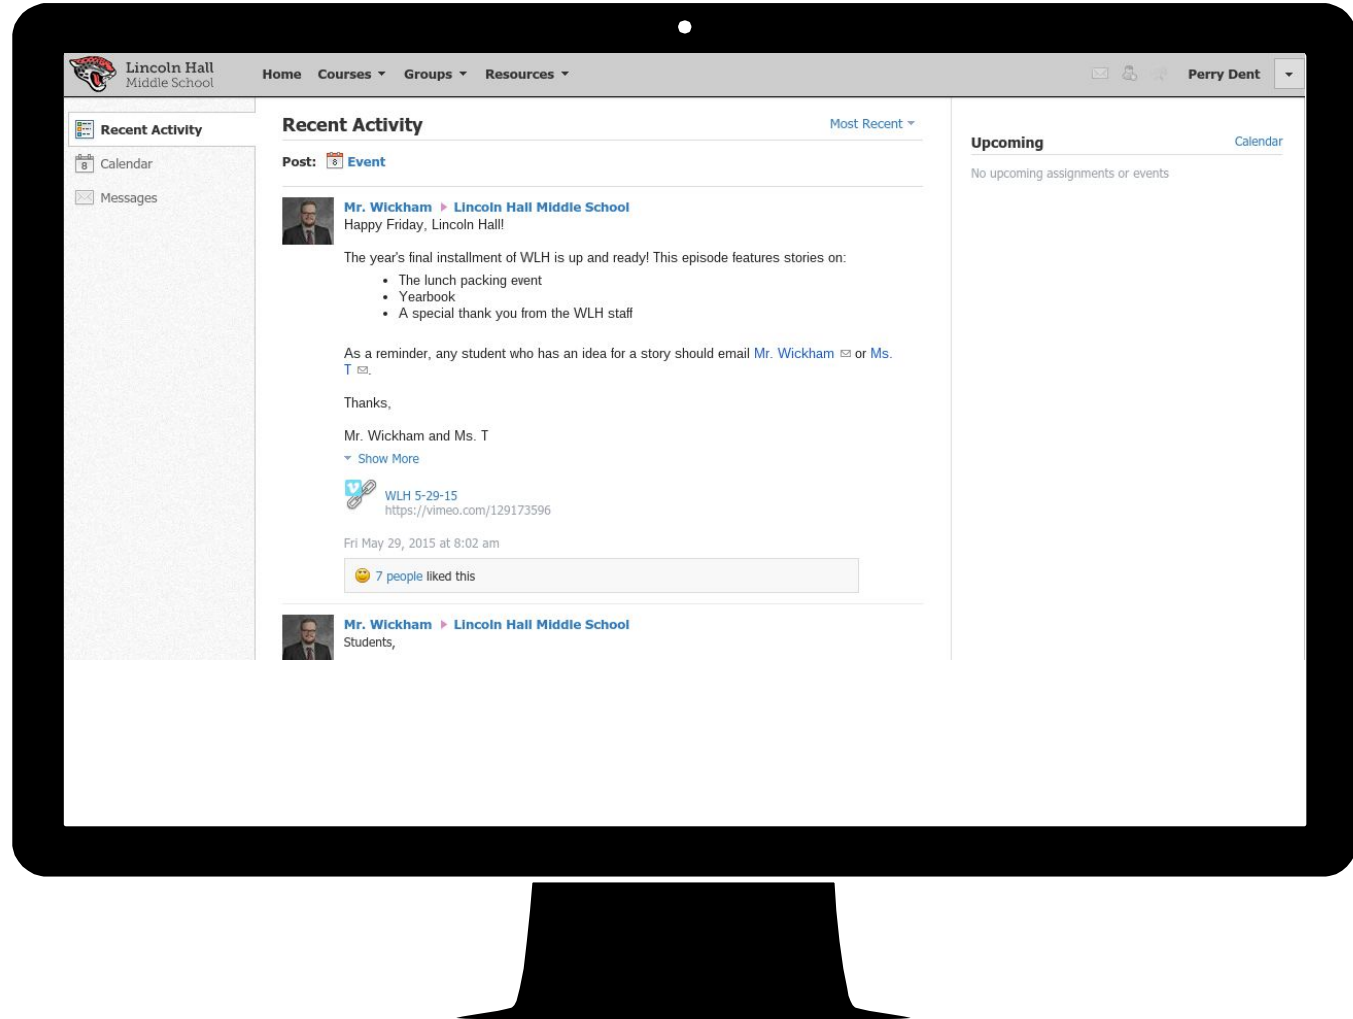 Lincoln Hall
Middle School
Home Courses Groups Resources
Perry Dent
Recent Activity
8 Calendar
Messages
Recent Activity
Most Recent
Post: 8 Event
Mr. Wickham Lincoln Hall Middle School
Happy Friday, Lincoln Hall!
The year's final installment of WLH is up and ready! This episode features stories on:
• The lunch packing event
• Yearbook
• A special thank you from the WLH staff
As a reminder, any student who has an idea for a story should email Mr. Wickham or Ms.
T .
Thanks,
Mr. Wickham and Ms. T
Show More
WLH 5-29-15
https://vimeo.com/129173596
Fri May 29, 2015 at 8:02 am
7 people liked this
Mr. Wickham Lincoln Hall Middle School
Students,
Upcoming
Calendar
No upcoming assignments or events